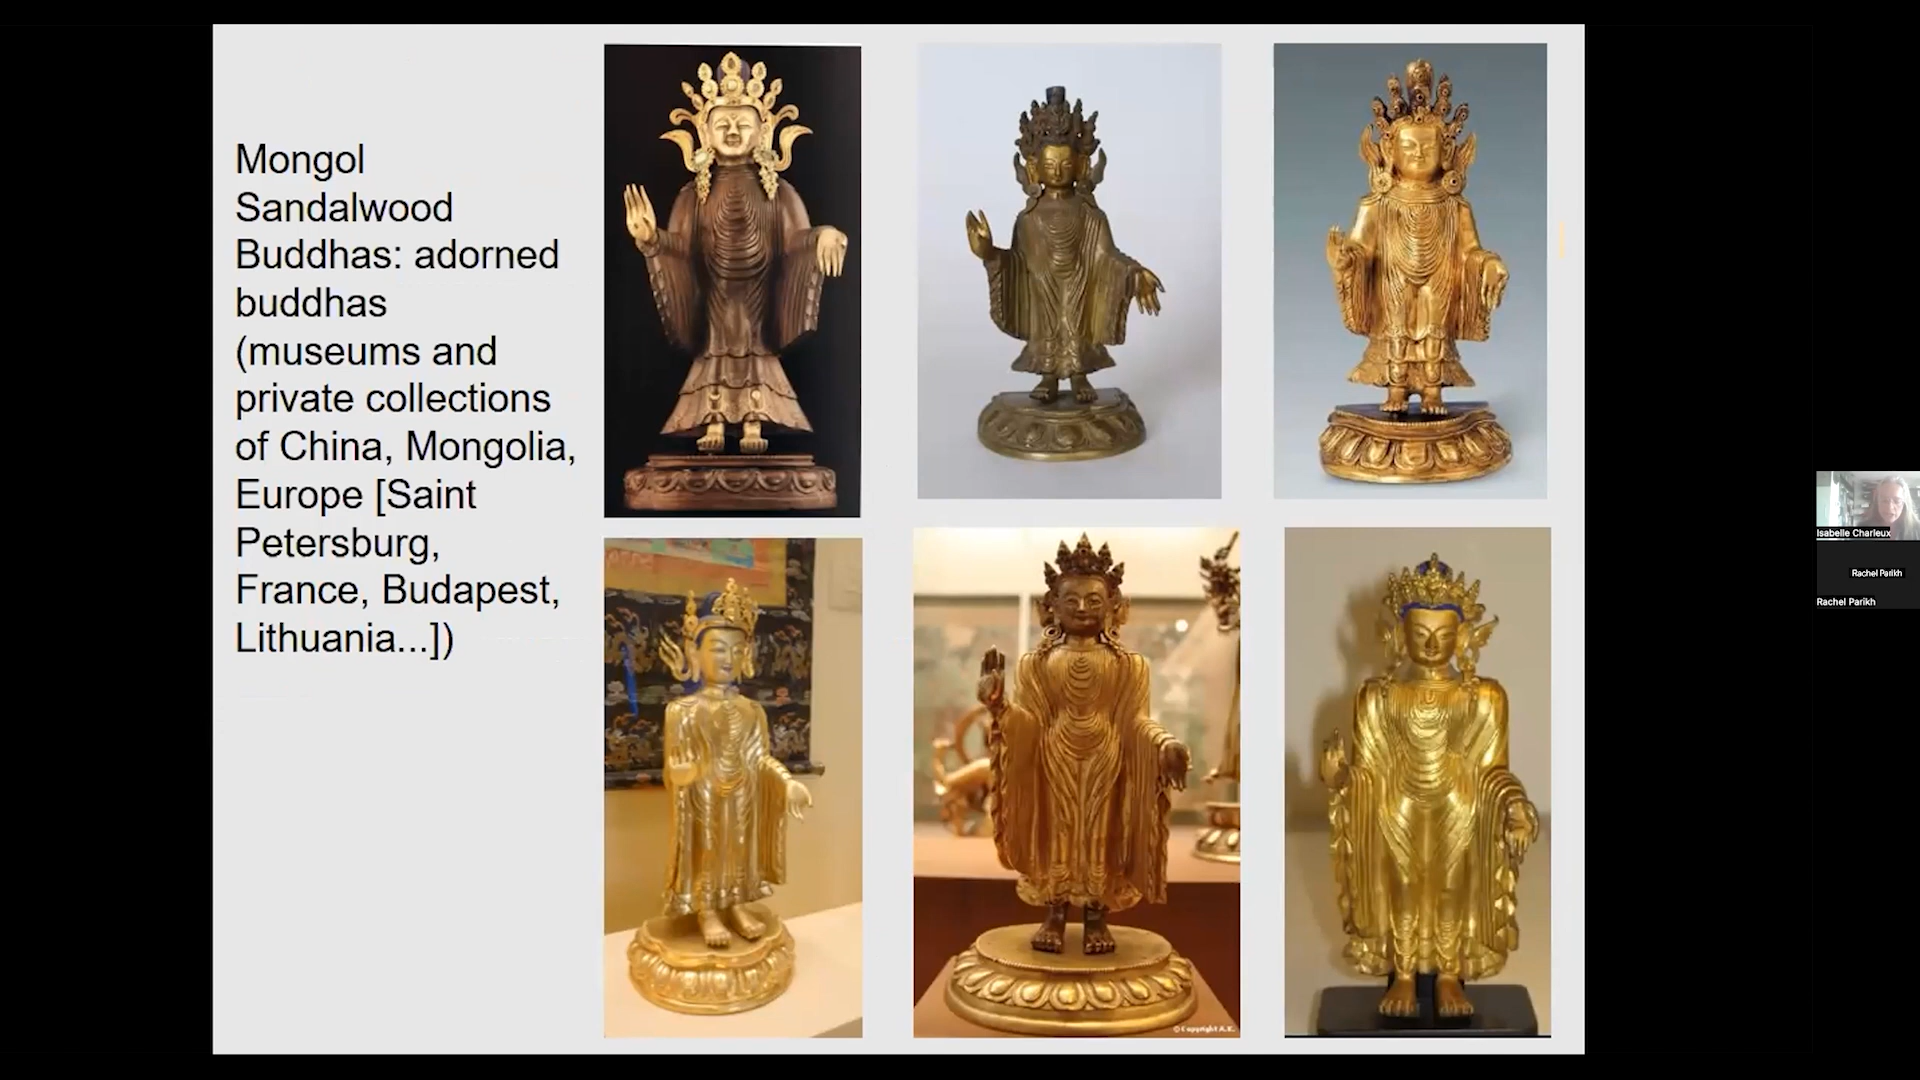 Mongol
Sandalwood
Buddhas: adorned
buddhas
(museums and
private collections
of China, Mongolia,
Europe [Saint
Petersburg,
France, Budapest,
Lithuania...])
© Copyright A.K.
Isabelle Charleux
Rachel Parikh
Rachel Parikh